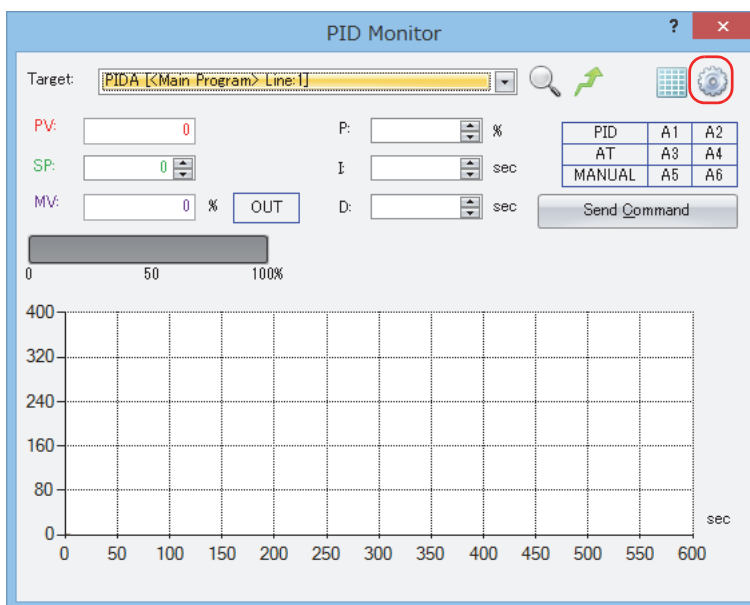 PID Monitor
?
×
Target: PIDA [<Main Program> Line:1]
PV: 0 P: % PID A1 A2
SP: 0 I: sec AT A3 A4
MV: 0 % OUT D: sec MANUAL A5 A6
Send Command
0 50 100%
400
320
240
160
80
0
sec
0 50 100 150 200 250 300 350 400 450 500 550 600